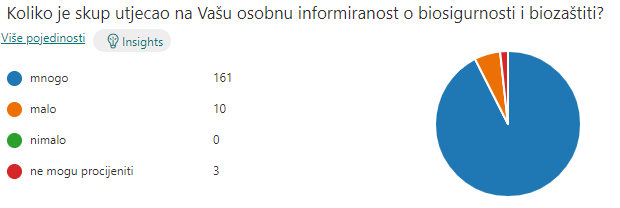 Koliko je skup utjecao na Vašu osobnu informiranost o biosigurnosti i biozaštiti?
Više pojedinosti
Insights
mnogo 161
malo 10
nimalo 0
ne mogu procijeniti 3